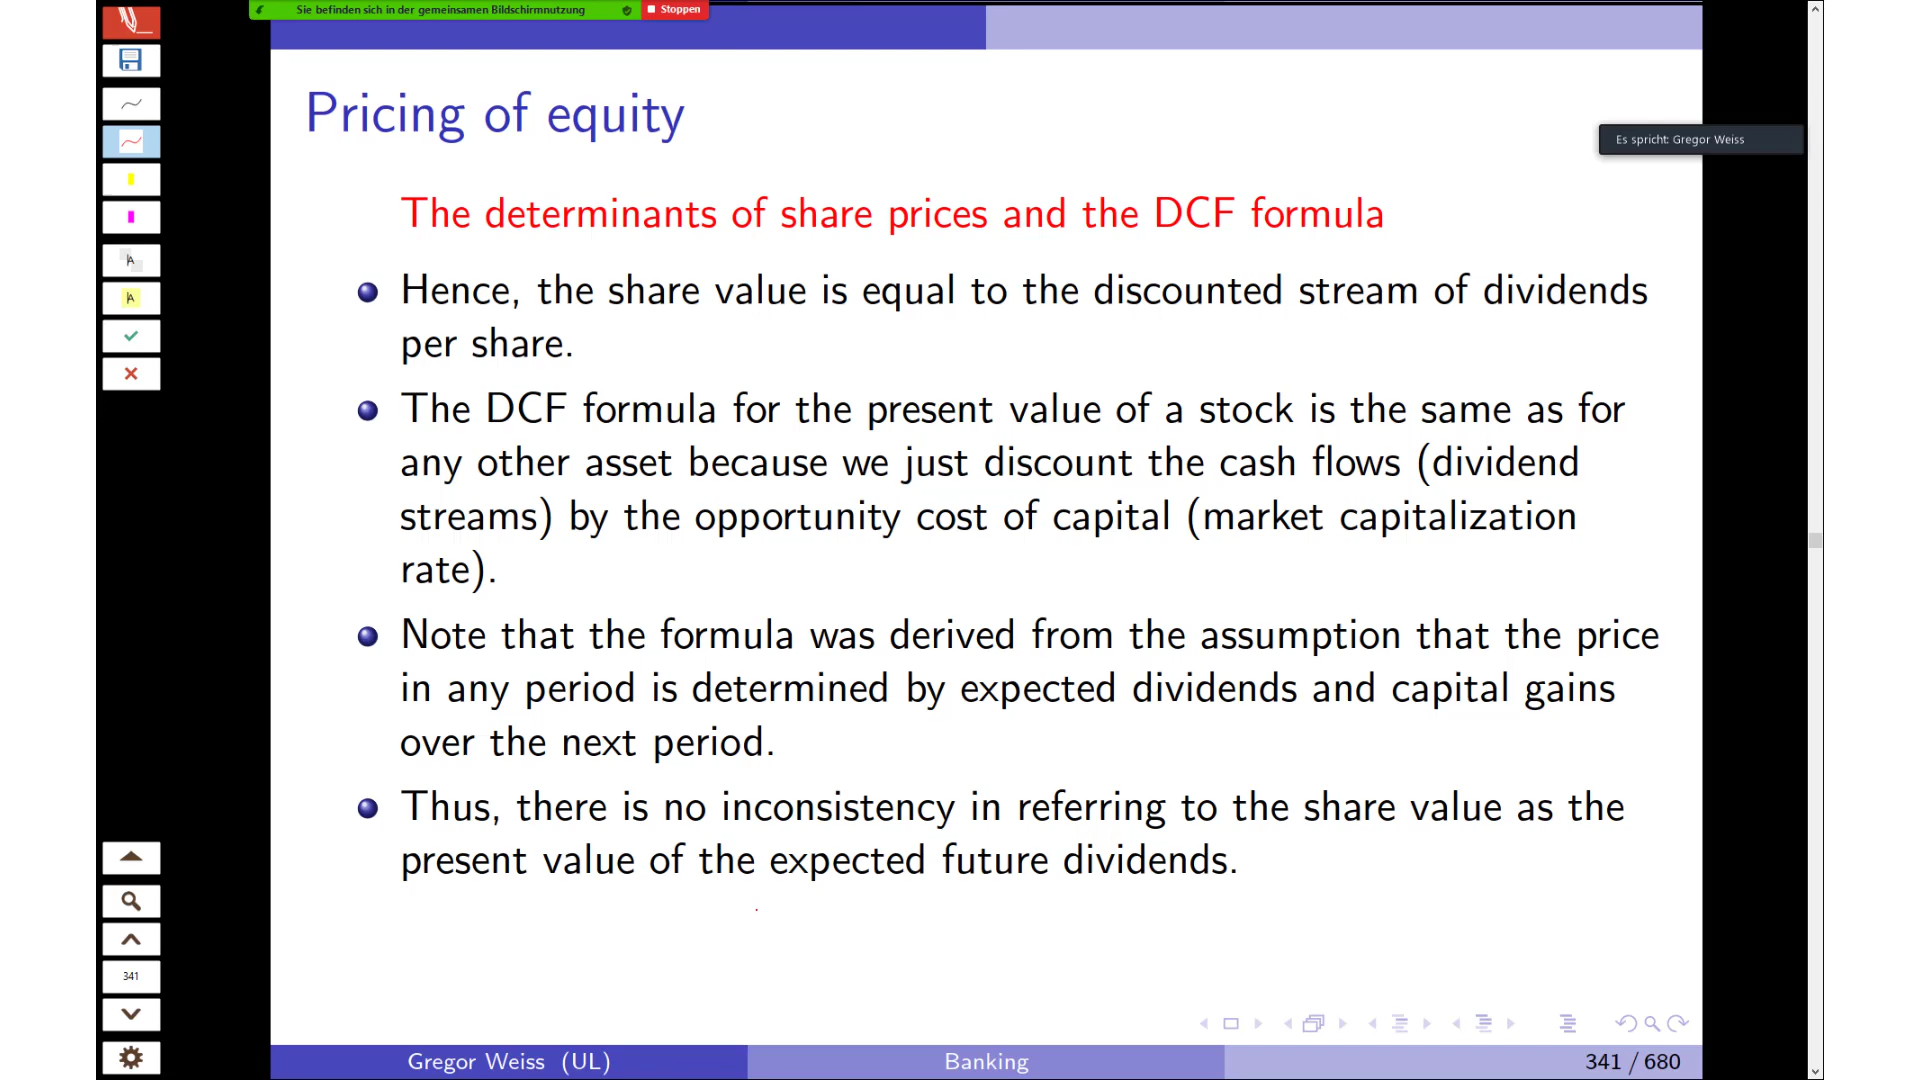 Sie befinden sich in der gemeinsamen Bildschirmnutzung
Stoppen
Pricing of equity
Es spricht: Gregor Weiss
The determinants of share prices and the DCF formula
Hence, the share value is equal to the discounted stream of dividends
per share.
The DCF formula for the present value of a stock is the same as for
any other asset because we just discount the cash flows (dividend
streams) by the opportunity cost of capital (market capitalization
rate).
Note that the formula was derived from the assumption that the price
in any period is determined by expected dividends and capital gains
over the next period.
Thus, there is no inconsistency in referring to the share value as the
present value of the expected future dividends.
A
A
341
Gregor Weiss (UL)
Banking
341 / 680